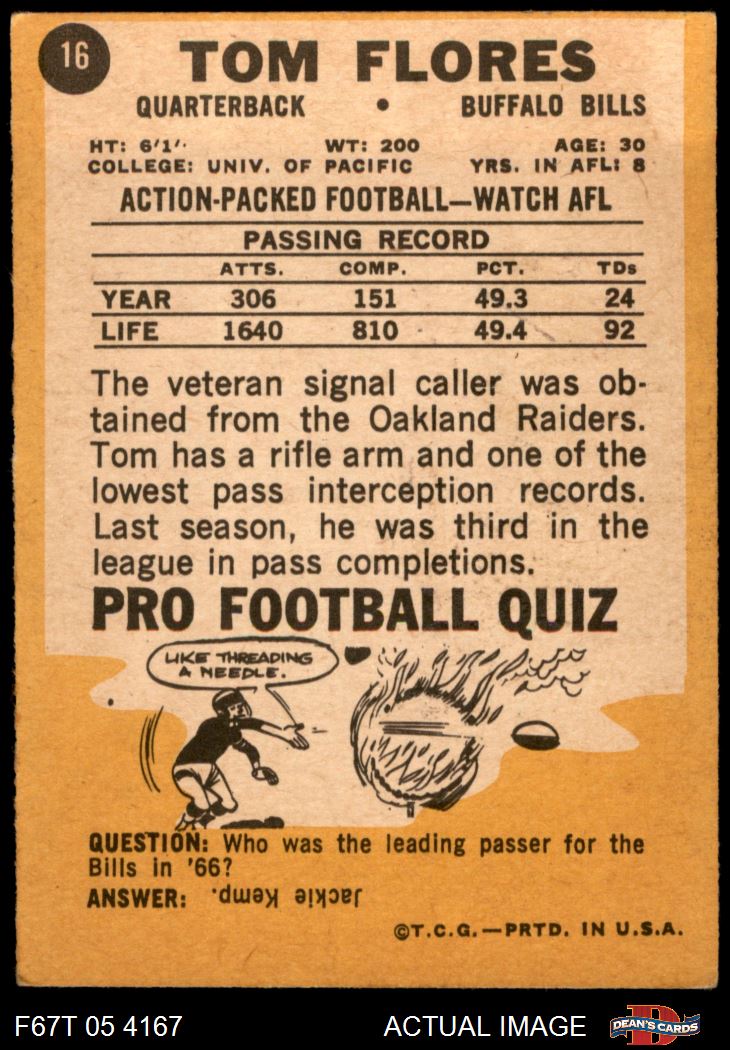 16
TOM FLORES
QUARTERBACK • BUFFALO BILLS
HT: 6'1" WT: 200 AGE: 30
COLLEGE: UNIV. OF PACIFIC YRS. IN AFL: 8
ACTION-PACKED FOOTBALL—WATCH AFL
PASSING RECORD
ATTS. COMP. PCT. TDs
YEAR 306 151 49.3 24
LIFE 1640 810 49.4 92
The veteran signal caller was ob-
tained from the Oakland Raiders.
Tom has a rifle arm and one of the
lowest pass interception records.
Last season, he was third in the
league in pass completions.
PRO FOOTBALL QUIZ
LIKE THREADING
A NEEDLE.
QUESTION: Who was the leading passer for the
Bills in '66?
ANSWER: Jackie Kemp.
©T.C.G.—PRTD. IN U.S.A.
F67T 05 4167 ACTUAL IMAGE
D
DEAN'S CARDS